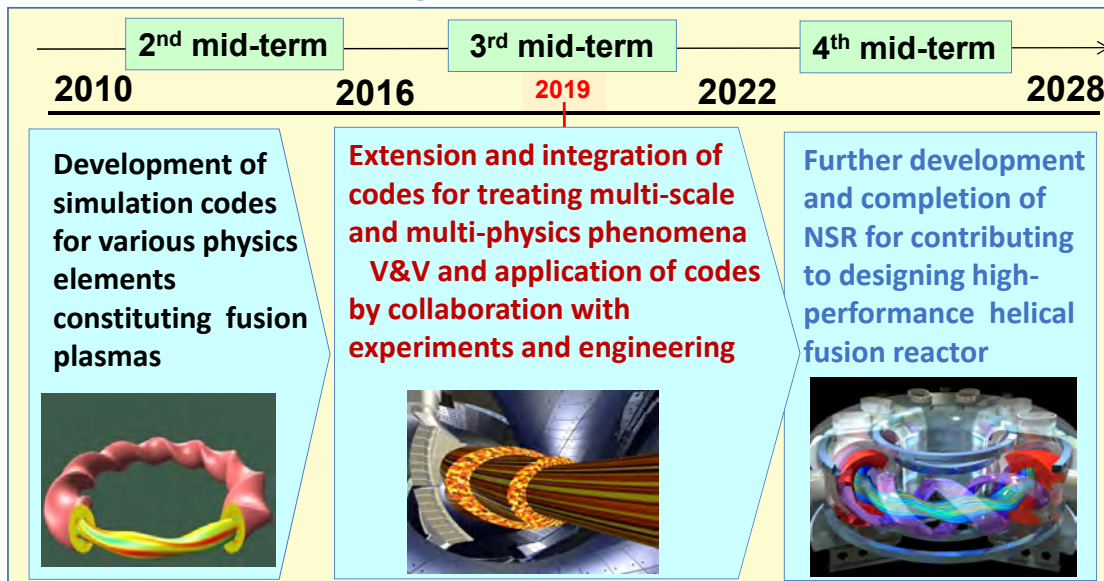 2nd mid-term 3rd mid-term 4th mid-term
2010 2016 2019 2022 2028
Development of
simulation codes
for various physics
elements
constituting fusion
plasmas
Extension and integration of
codes for treating multi-scale
and multi-physics phenomena
V&V and application of codes
by collaboration with
experiments and engineering
Further development
and completion of
NSR for contributing
to designing high-
performance helical
fusion reactor